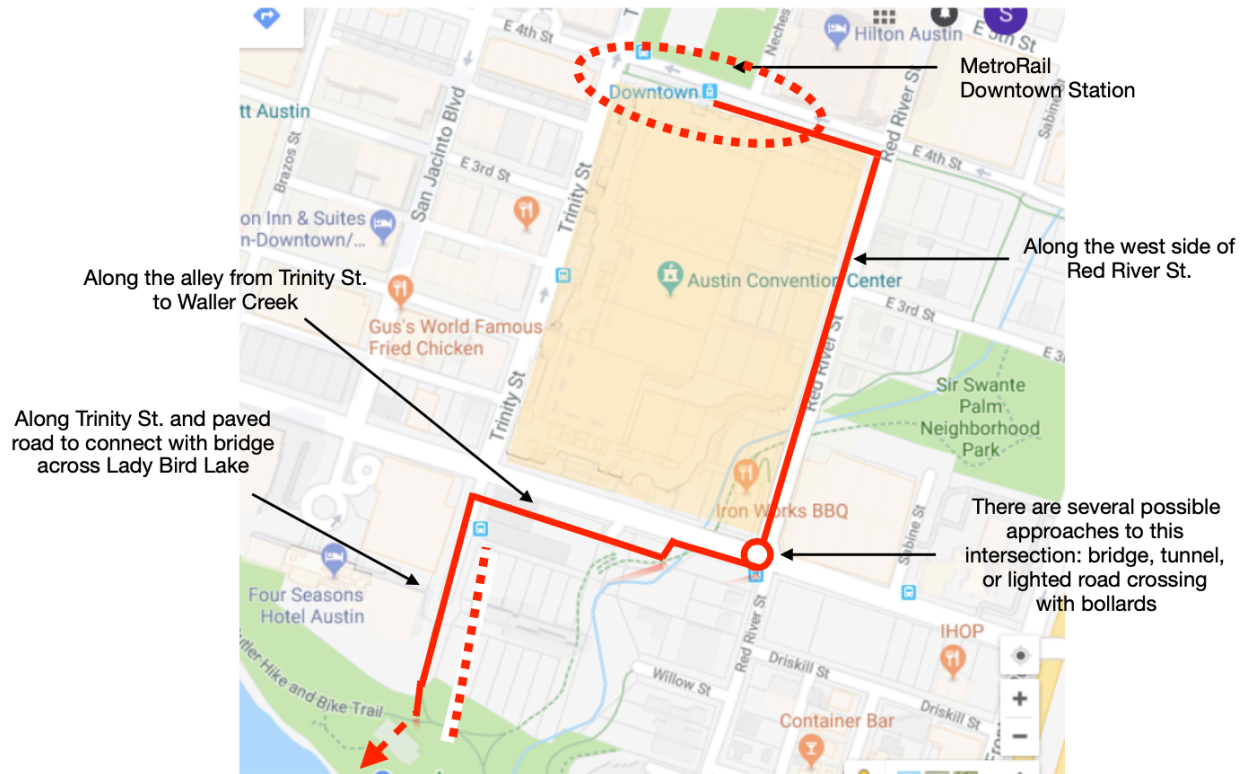 S
E 4th St
Neches
Hilton Austin
E 5th St
MetroRail
Downtown Station
Downtown
tt Austin
San Jacinto Blvd
Brazos St
Red River St
Sabine
E 4th St
E 3rd St
Trinity St
on Inn & Suites
n-Downtown/...
Along the west side of
Red River St.
Along the alley from Trinity St.
to Waller Creek
Austin Convention Center
E 3rd St
Gus's World Famous
Fried Chicken
Red River St
Sir Swante
Palm
Neighborhood
Park
Trinity St
Along Trinity St. and paved
road to connect with bridge
across Lady Bird Lake
Iron Works BBQ
Sabine St
There are several possible
approaches to this
intersection: bridge, tunnel,
or lighted road crossing
with bollards
Four Seasons
Hotel Austin
Red River St
IHOP
Driskill St
Willow St
Butler Hike and Bike Trail
Driskill St
Container Bar